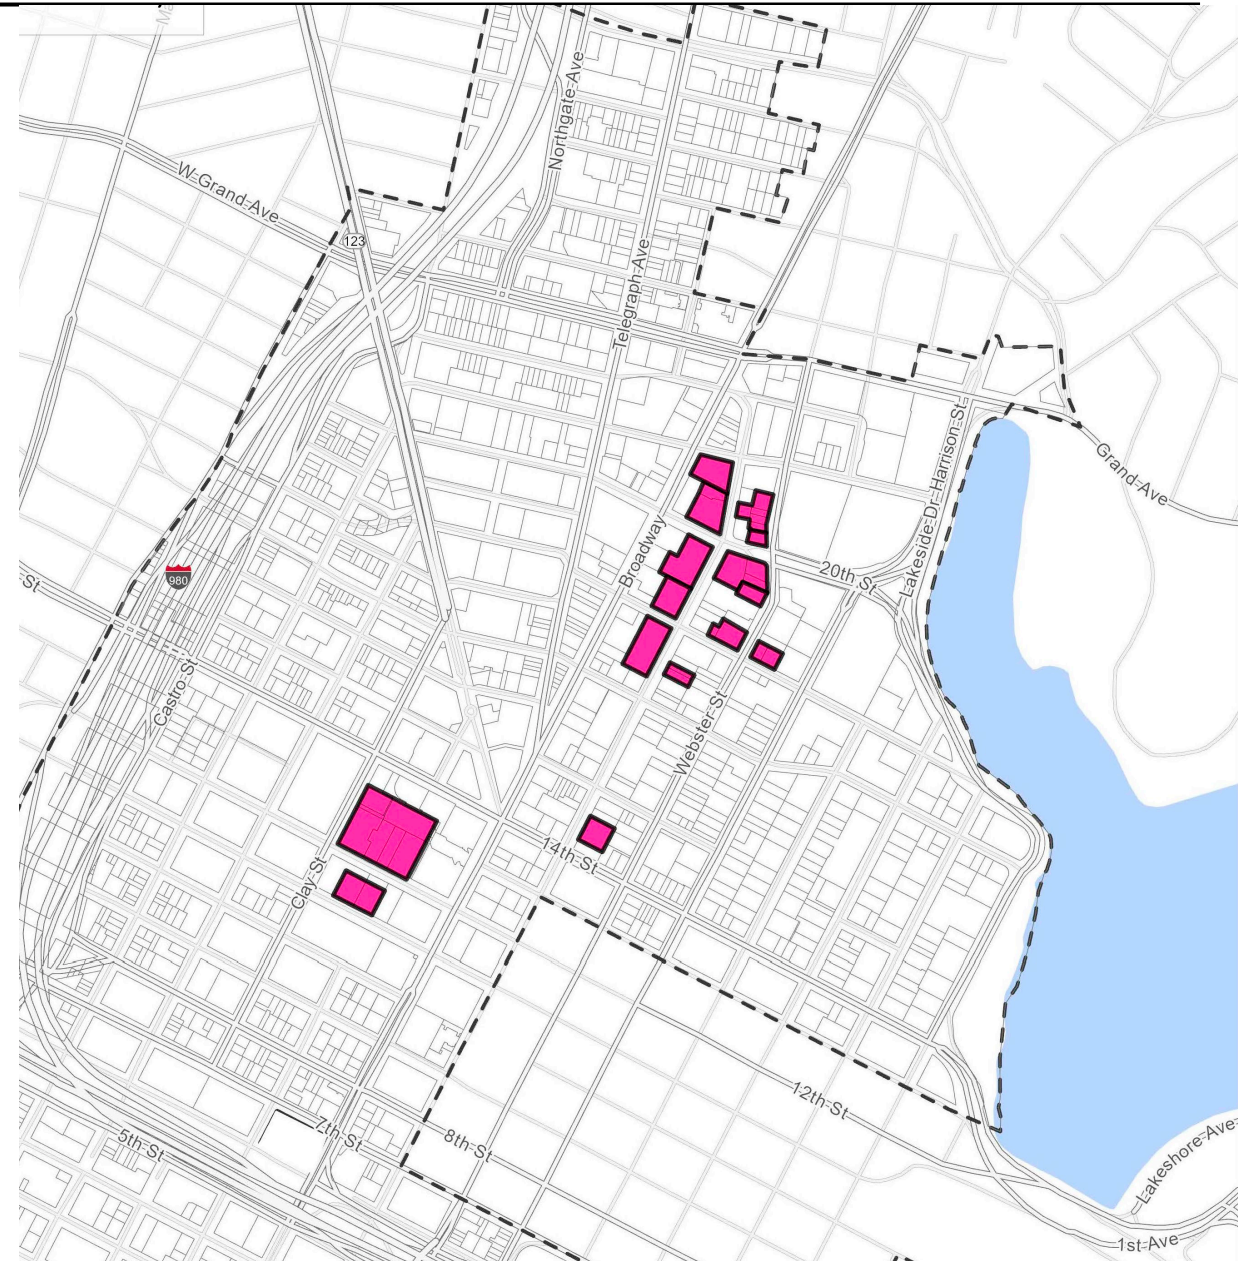 Northgate Ave
W Grand Ave
123
Telegraph Ave
Lakeside Dr
Harrison St
Grand Ave
Broadway
20th St
980
St
Castro St
Webster St
14th St
Clay St
12th St
7th St
8th St
5th St
Lakeshore Ave
1st Ave